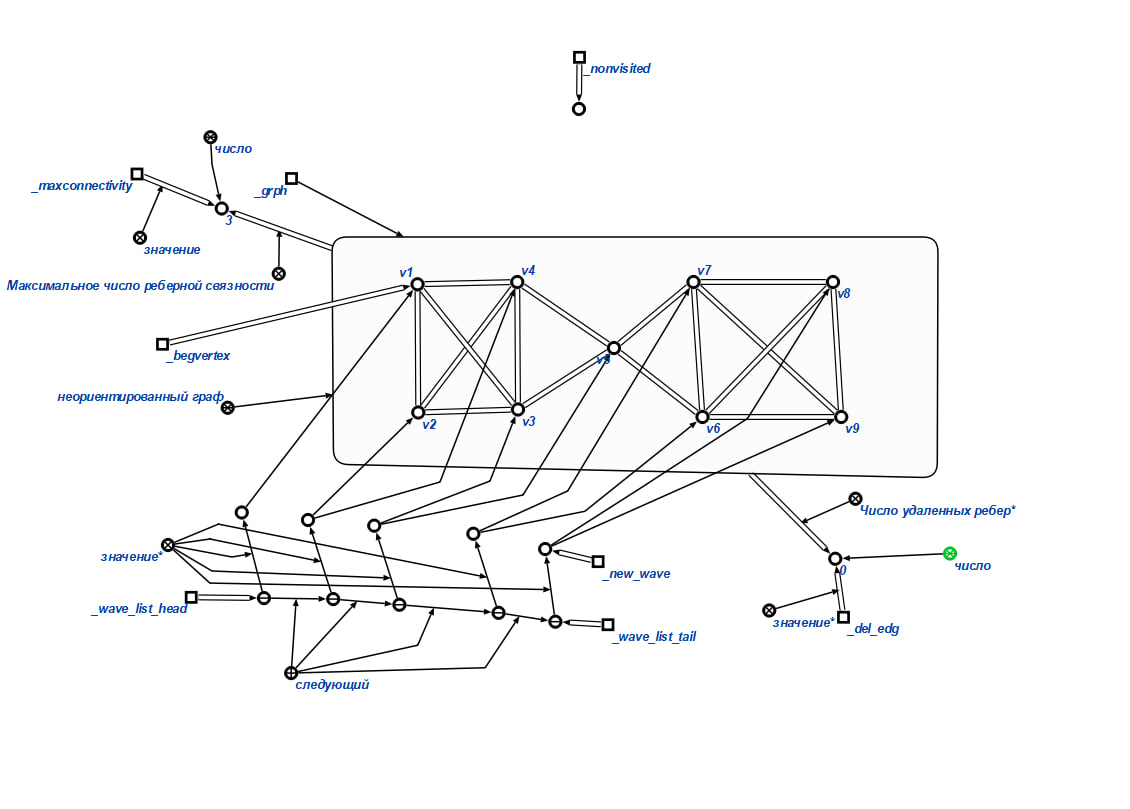 _nonvisited
число
_maxconnectivity
_grph
3
значение
v1
v4
v7
Максимальное число реберной связности
v8
_begvertex
v5
неориентированный граф
v2
v3
v6
v9
Число удаленных ребер*
значение*
_new_wave
число
0
_wave_list_head
значение*
_del_edg
_wave_list_tail
следующий